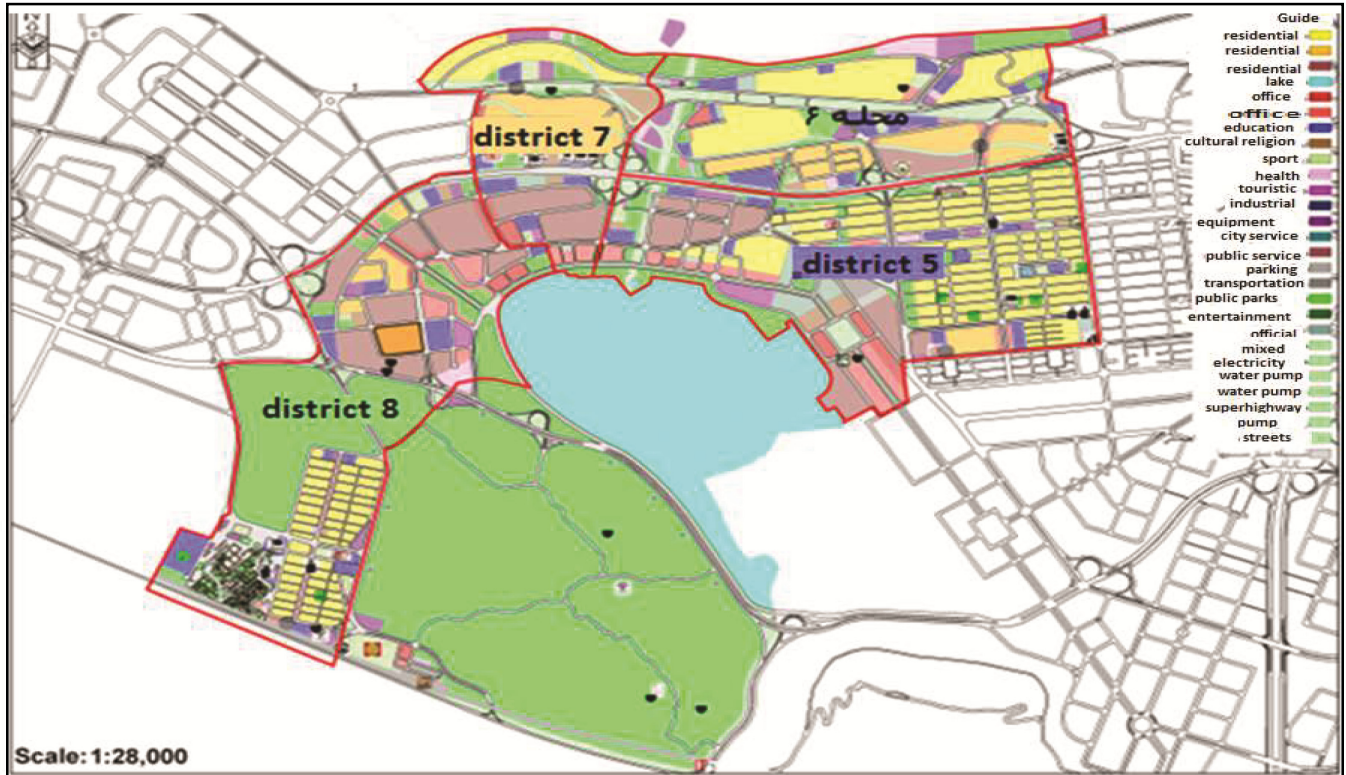 Guide
residential
residential
residential
lake
office
office
education
cultural religion
sport
health
touristic
industrial
equipment
city service
public service
parking
transportation
public parks
entertainment
official
mixed
electricity
water pump
water pump
superhighway
pump
streets
محله ۶
district 7
district 5
district 8
Scale: 1:28,000